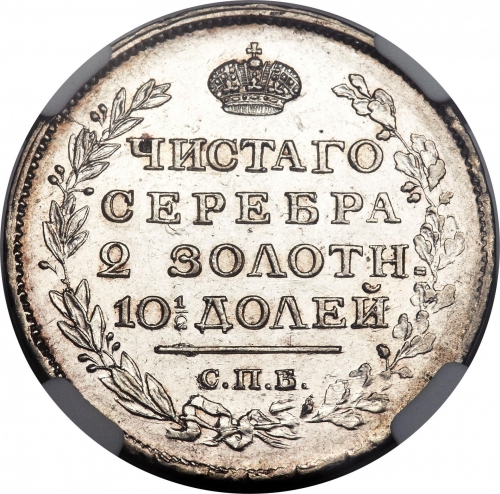 ЧИСТАГО
СЕРЕБРА
2 ЗОЛОТН.
10½ ДОЛЕЙ
С.П.Б.